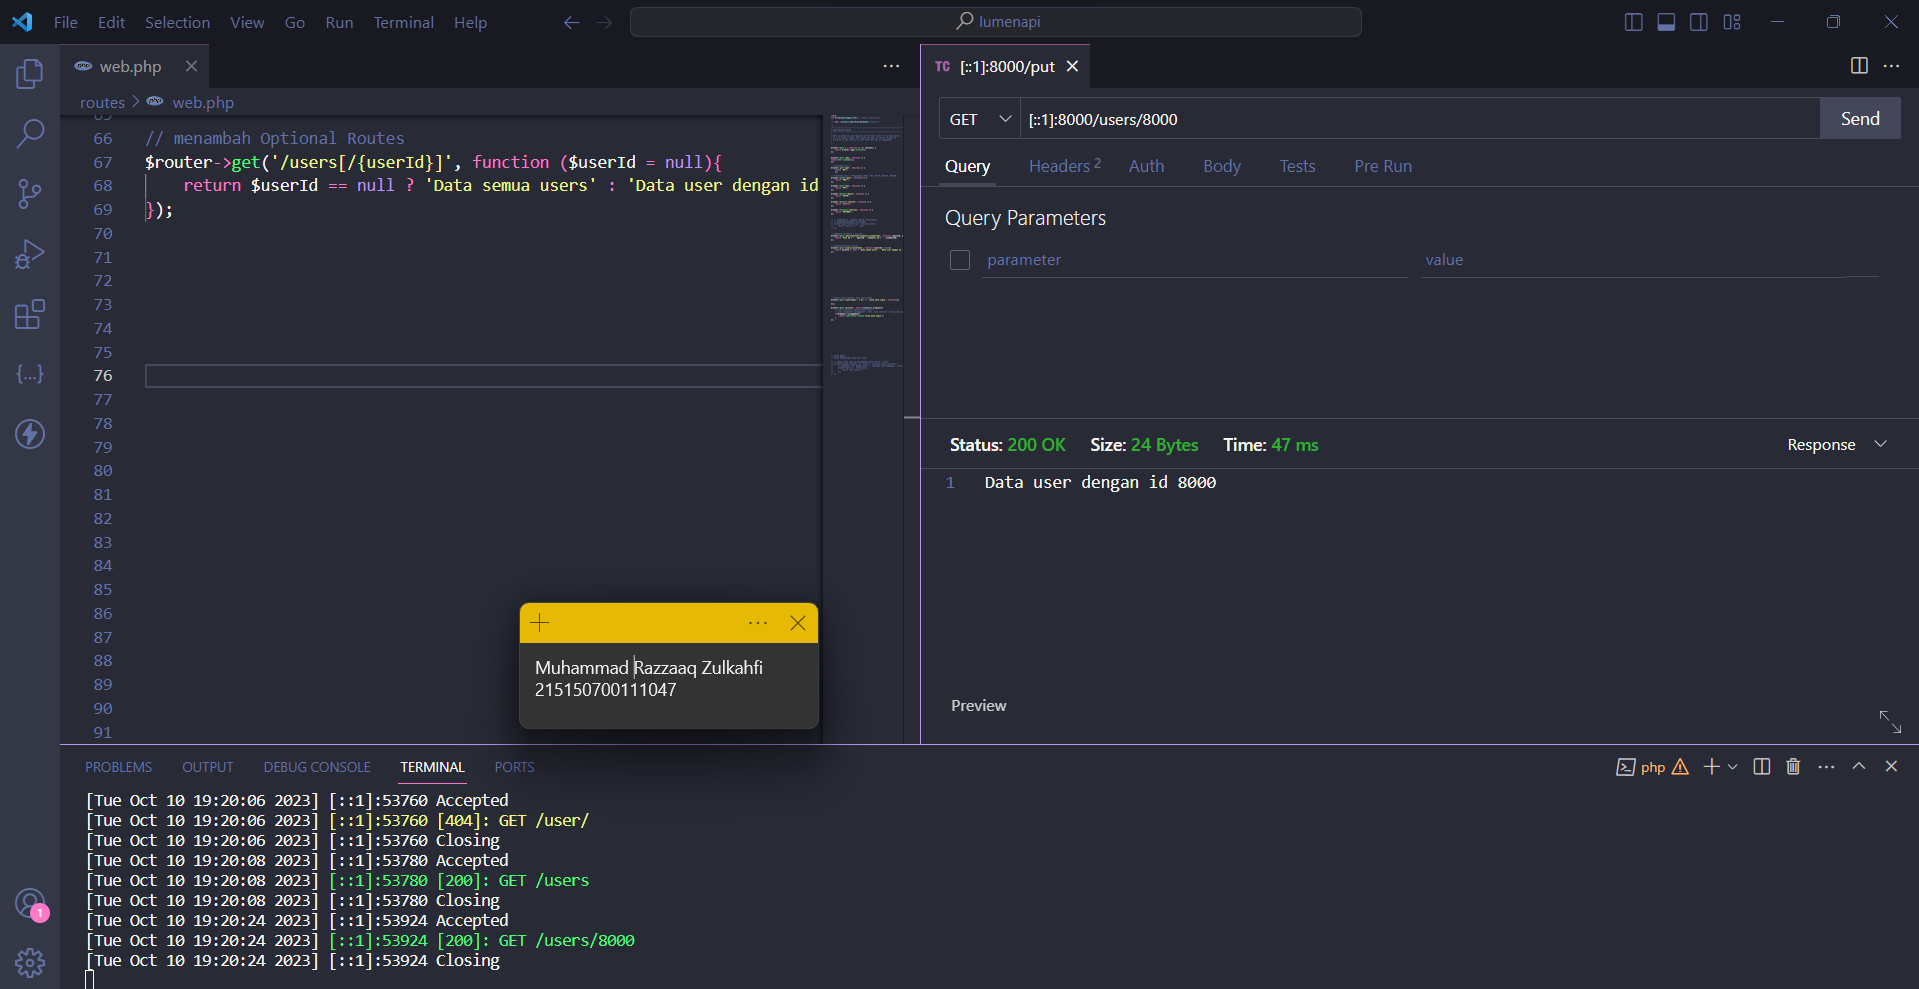 File Edit Selection View Go Run Terminal Help
lumenapi
web.php
routes > web.php
65
66 // menambah Optional Routes
67 $router->get('/users[/{userId}]', function ($userId = null){
68 return $userId == null ? 'Data semua users' : 'Data user dengan id
69 });
70
71
72
73
74
75
76
77
78
79
80
81
82
83
84
85
86
87
88
89
90
91
TC [::1]:8000/put
GET [::1]:8000/users/8000 Send
Query Headers 2 Auth Body Tests Pre Run
Query Parameters
parameter value
Status: 200 OK Size: 24 Bytes Time: 47 ms Response
1 Data user dengan id 8000
Preview
Muhammad Razzaaq Zulkahfi
215150700111047
PROBLEMS OUTPUT DEBUG CONSOLE TERMINAL PORTS
php
[Tue Oct 10 19:20:06 2023] [::1]:53760 Accepted
[Tue Oct 10 19:20:06 2023] [::1]:53760 [404]: GET /user/
[Tue Oct 10 19:20:06 2023] [::1]:53760 Closing
[Tue Oct 10 19:20:08 2023] [::1]:53780 Accepted
[Tue Oct 10 19:20:08 2023] [::1]:53780 [200]: GET /users
[Tue Oct 10 19:20:08 2023] [::1]:53780 Closing
[Tue Oct 10 19:20:24 2023] [::1]:53924 Accepted
[Tue Oct 10 19:20:24 2023] [::1]:53924 [200]: GET /users/8000
[Tue Oct 10 19:20:24 2023] [::1]:53924 Closing
1